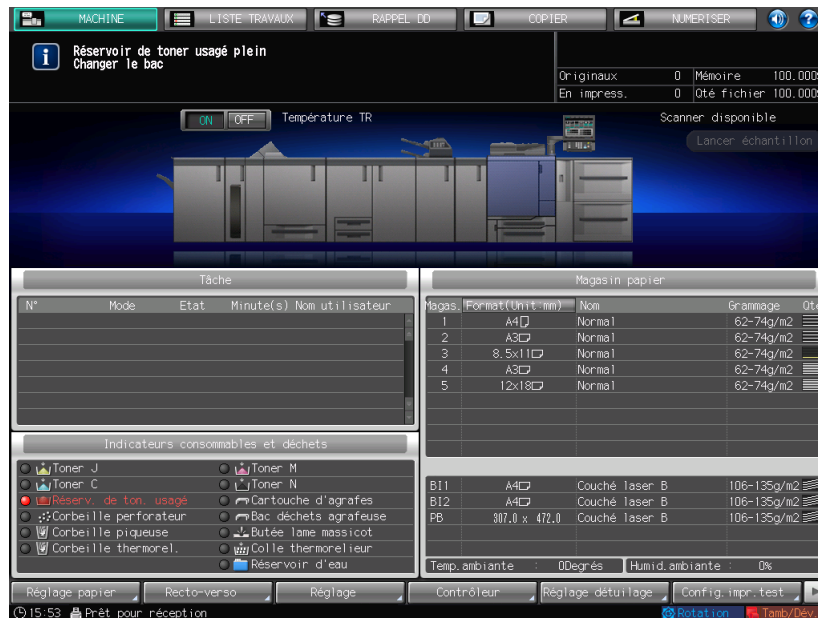 MACHINE LISTE TRAVAUX RAPPEL DD COPIER NUMERISER
Réservoir de toner usagé plein
Changer le bac
Originaux 0 Mémoire 100.000%
En impress. 0 Qté fichier 100.000%
ON OFF Température TR Scanner disponible
Lancer échantillon
Tâche
N° Mode Etat Minute(s) Nom utilisateur
Magasin papier
Magas. Format(Unit:mm) Nom Grammage Qté
1 A4 Normal 62-74g/m2
2 A3 Normal 62-74g/m2
3 8.5x11 Normal 62-74g/m2
4 A3 Normal 62-74g/m2
5 12x18 Normal 62-74g/m2
BI1 A4 Couché laser B 106-135g/m2
BI2 A4 Couché laser B 106-135g/m2
PB 307.0 x 472.0 Couché laser B 106-135g/m2
Temp.ambiante : 0Degrés Humid.ambiante : 0%
Indicateurs consommables et déchets
Toner J Toner M
Toner C Toner N
Réserv. de ton. usagé Cartouche d'agrafes
Corbeille perforateur Bac déchets agrafeuse
Corbeille piqueuse Butée lame massicot
Corbeille thermorel. Colle thermorelieur
Réservoir d'eau
Réglage papier Recto-verso Réglage Contrôleur Réglage détuilage Config.impr.test
15:53 Prêt pour réception Rotation Tamb/Dév.